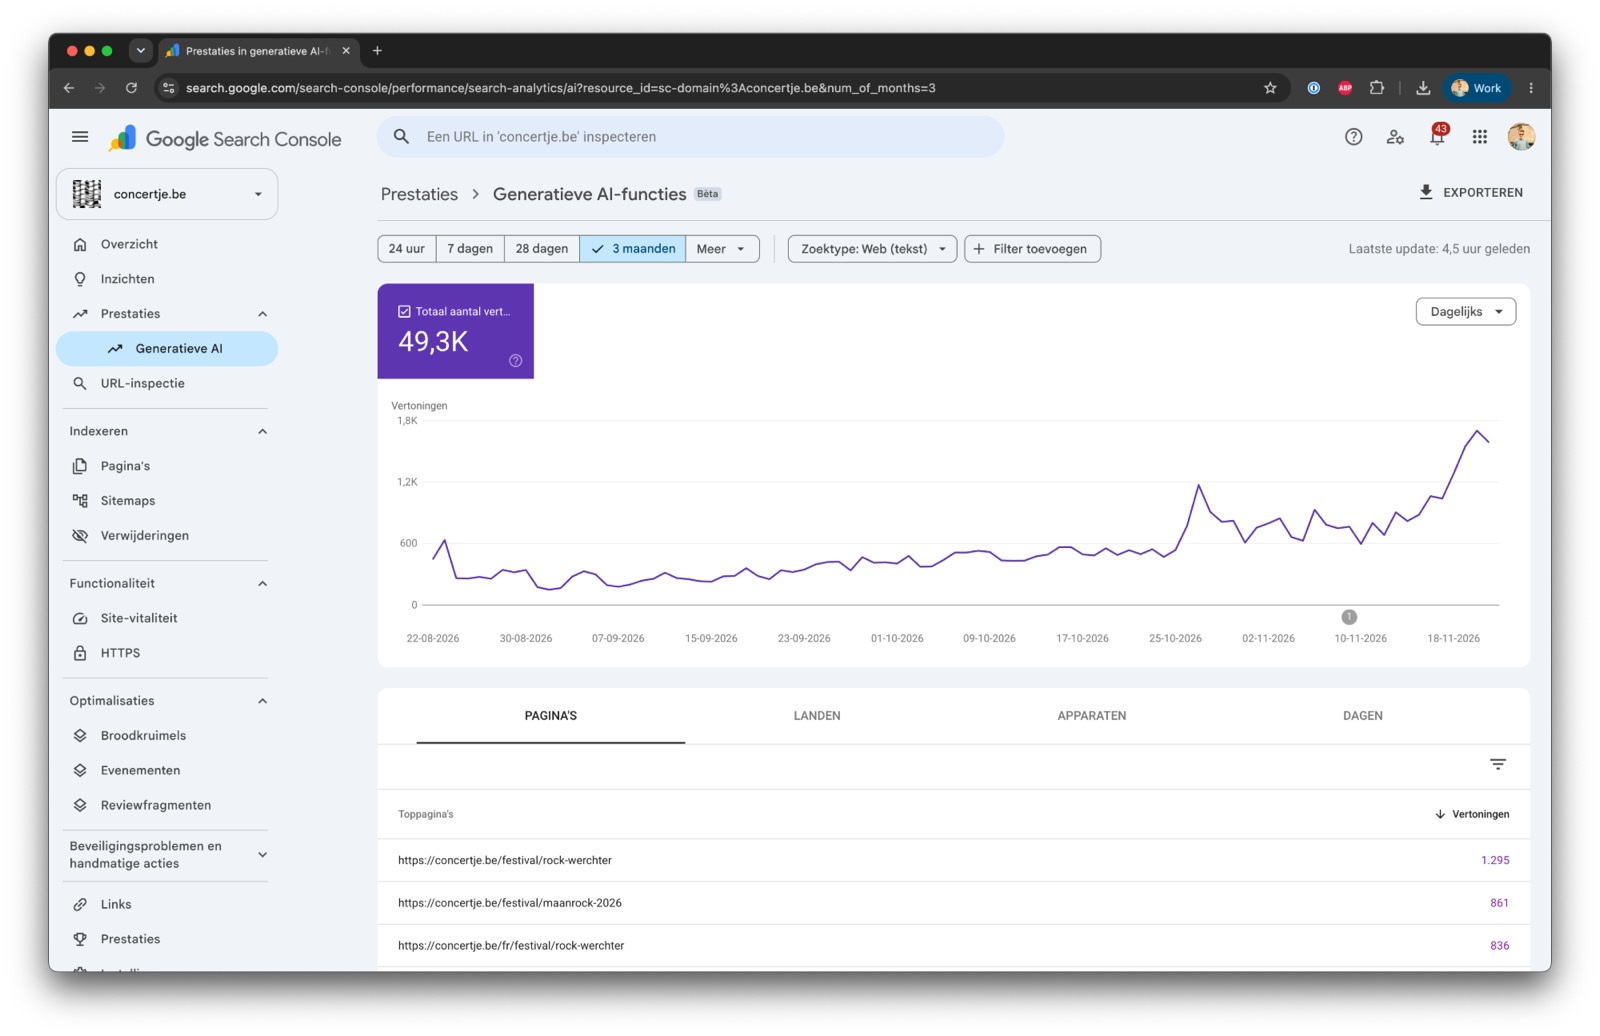 Prestaties in generatieve AI-f
search.google.com/search-console/performance/search-analytics/ai?resource_id=sc-domain%3Aconcertje.be&num_of_months=3
ABP
Work
Google Search Console
Een URL in 'concertje.be' inspecteren
43
concertje.be
Overzicht
Inzichten
Prestaties
Generatieve AI
URL-inspectie
Indexeren
Pagina's
Sitemaps
Verwijderingen
Functionaliteit
Site-vitaliteit
HTTPS
Optimalisaties
Broodkruimels
Evenementen
Reviewfragmenten
Beveiligingsproblemen en
handmatige acties
Links
Prestaties
Prestaties > Generatieve AI-functies Bèta
EXPORTEREN
24 uur 7 dagen 28 dagen 3 maanden Meer
Zoektype: Web (tekst)
+ Filter toevoegen
Laatste update: 4,5 uur geleden
Totaal aantal vert...
49,3K
Dagelijks
Vertoningen
1,8K
1,2K
600
0
1
22-08-2026 30-08-2026 07-09-2026 15-09-2026 23-09-2026 01-10-2026 09-10-2026 17-10-2026 25-10-2026 02-11-2026 10-11-2026 18-11-2026
PAGINA'S LANDEN APPARATEN DAGEN
Toppagina's Vertoningen
https://concertje.be/festival/rock-werchter 1.295
https://concertje.be/festival/maanrock-2026 861
https://concertje.be/fr/festival/rock-werchter 836